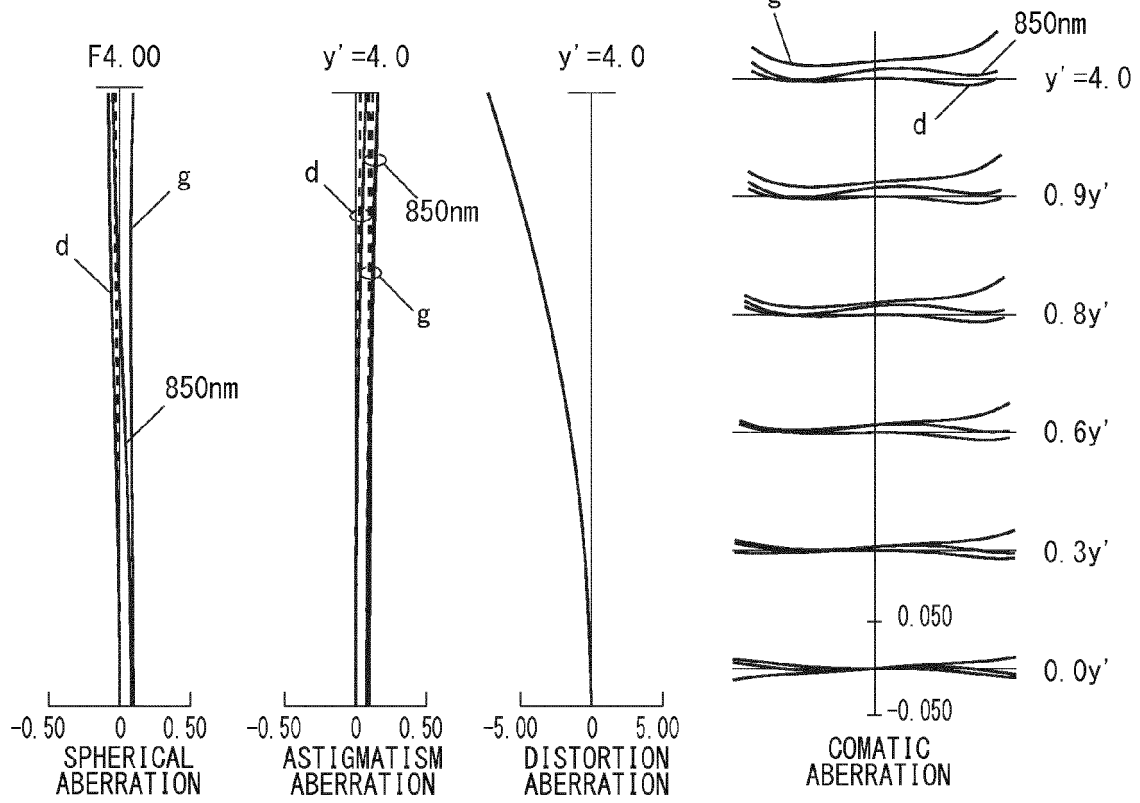 F4.00
g
d
850nm
-0.50 0 0.50
SPHERICAL
ABERRATION
y'=4.0
d
850nm
g
-0.50 0 0.50
ASTIGMATISM
ABERRATION
y'=4.0
-5.00 0 5.00
DISTORTION
ABERRATION
g
850nm
y'=4.0
d
0.9y'
0.8y'
0.6y'
0.3y'
0.050
0.0y'
-0.050
COMATIC
ABERRATION